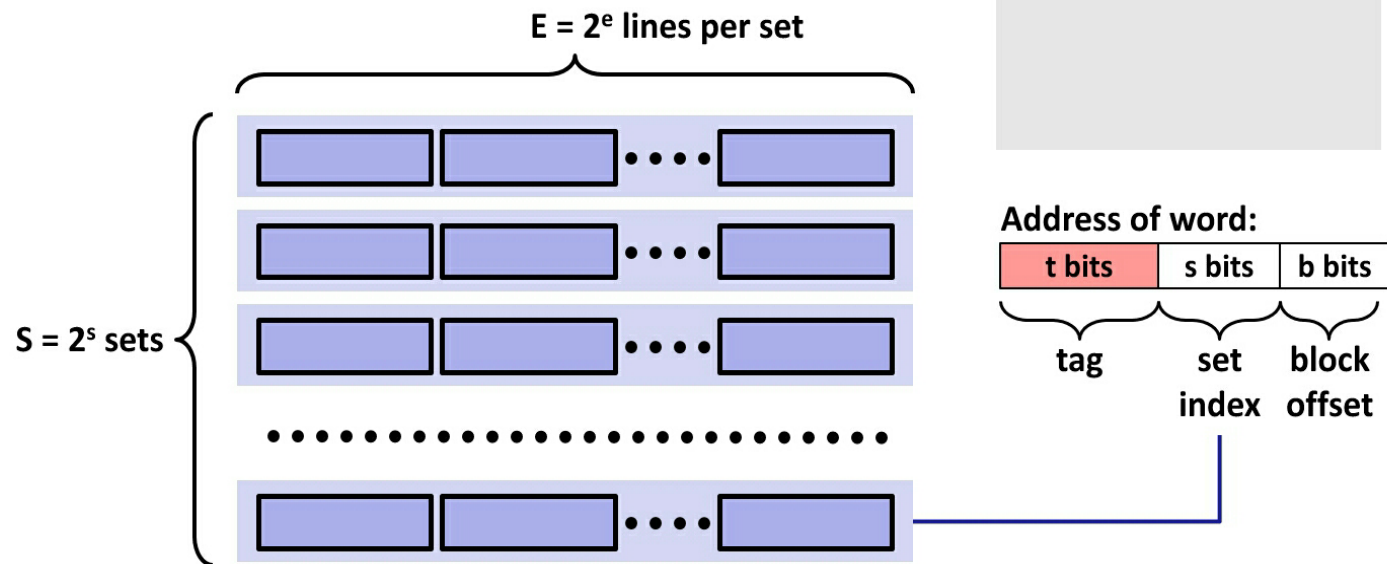 E = 2ᵉ lines per set
S = 2ˢ sets
Address of word:
t bits s bits b bits
tag set block
index offset